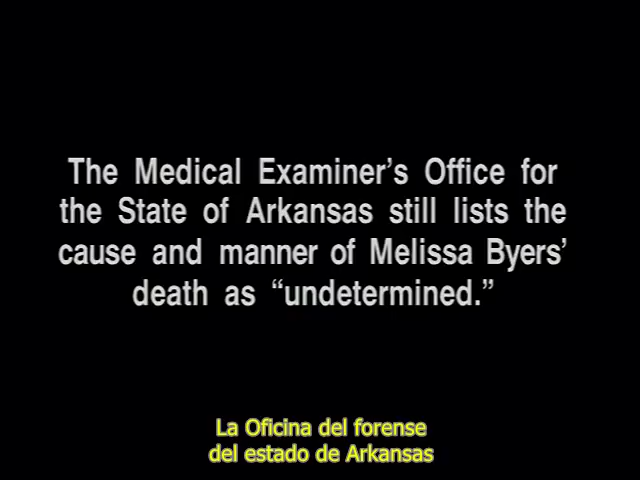 The Medical Examiner's Office for
the State of Arkansas still lists the
cause and manner of Melissa Byers'
death as “undetermined.”
La Oficina del forense
del estado de Arkansas